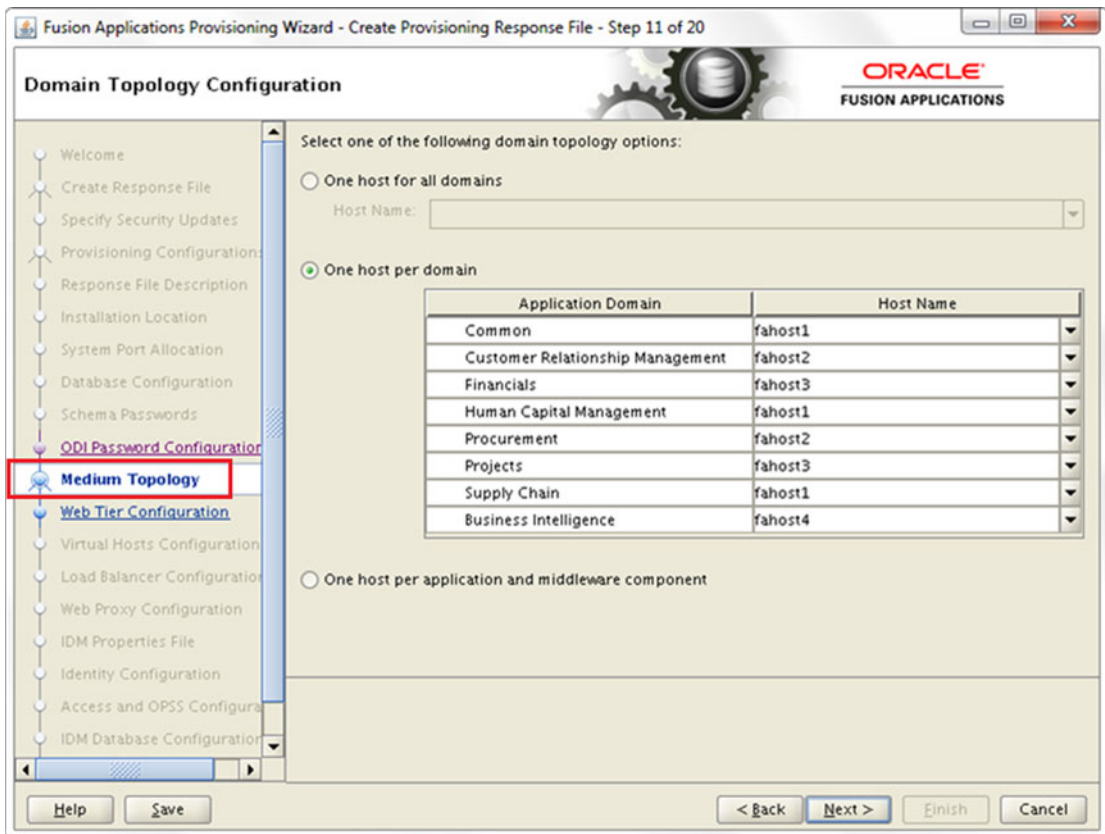 Fusion Applications Provisioning Wizard - Create Provisioning Response File - Step 11 of 20
Domain Topology Configuration
ORACLE
FUSION APPLICATIONS
Welcome
Create Response File
Specify Security Updates
Provisioning Configurations
Response File Description
Installation Location
System Port Allocation
Database Configuration
Schema Passwords
ODI Password Configuration
Medium Topology
Web Tier Configuration
Virtual Hosts Configuration
Load Balancer Configuration
Web Proxy Configuration
IDM Properties File
Identity Configuration
Access and OPSS Configura
IDM Database Configuration
Select one of the following domain topology options:
One host for all domains
Host Name:
One host per domain
Application Domain Host Name
Common fahost1
Customer Relationship Management fahost2
Financials fahost3
Human Capital Management fahost1
Procurement fahost2
Projects fahost3
Supply Chain fahost1
Business Intelligence fahost4
One host per application and middleware component
Help Save < Back Next > Finish Cancel